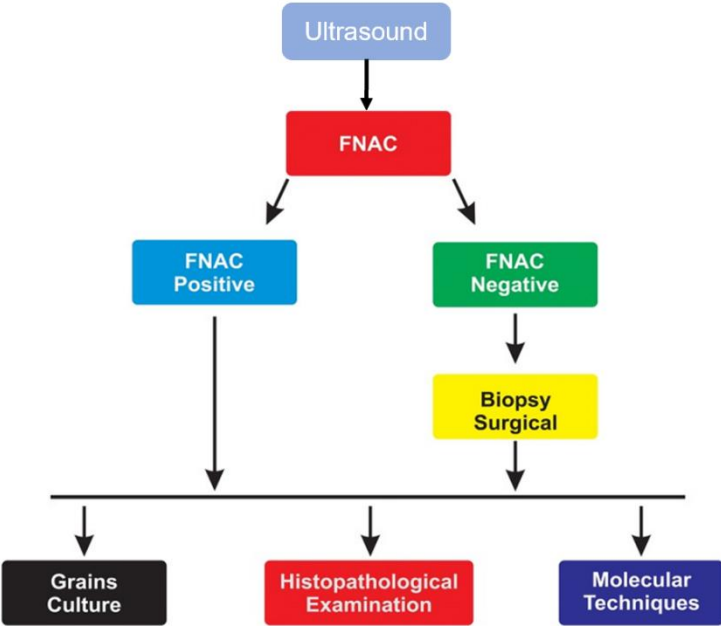 Ultrasound
FNAC
FNAC
Positive
FNAC
Negative
Biopsy
Surgical
Grains
Culture
Histopathological
Examination
Molecular
Techniques